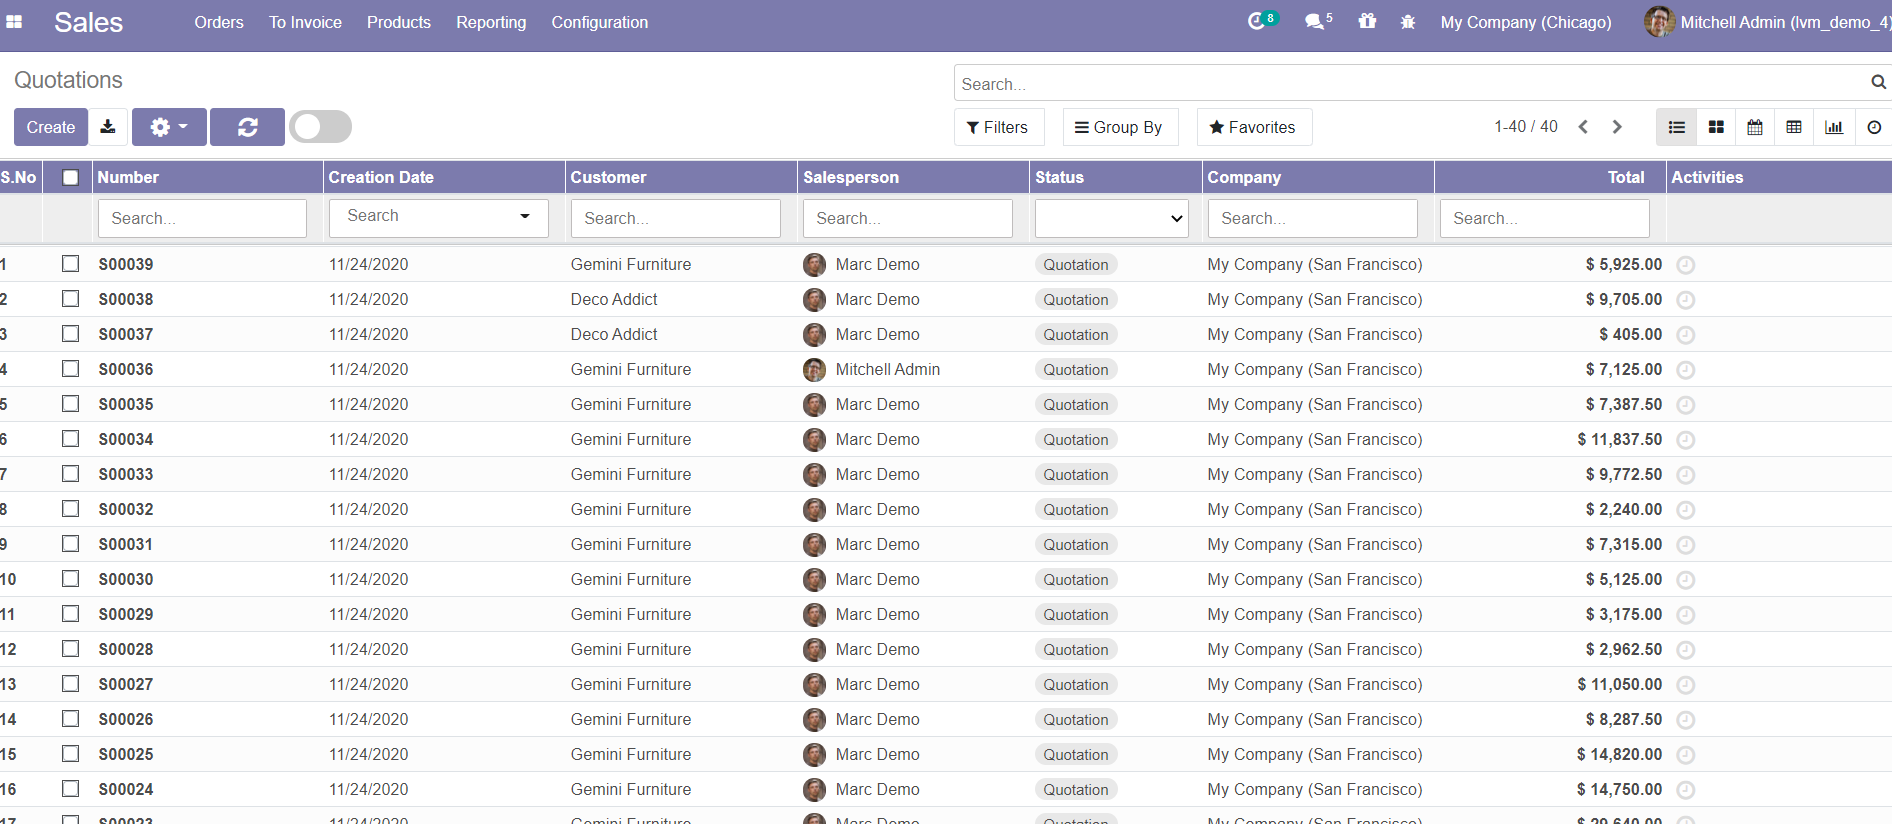 Sales Orders To Invoice Products Reporting Configuration 8 5 My Company (Chicago) Mitchell Admin (lvm_demo_4)
Quotations
Search...
Create Filters Group By Favorites 1-40 / 40
S.No Number Creation Date Customer Salesperson Status Company Total Activities
Search... Search Search... Search... Search... Search...
1 S00039 11/24/2020 Gemini Furniture Marc Demo Quotation My Company (San Francisco) $ 5,925.00
2 S00038 11/24/2020 Deco Addict Marc Demo Quotation My Company (San Francisco) $ 9,705.00
3 S00037 11/24/2020 Deco Addict Marc Demo Quotation My Company (San Francisco) $ 405.00
4 S00036 11/24/2020 Gemini Furniture Mitchell Admin Quotation My Company (San Francisco) $ 7,125.00
5 S00035 11/24/2020 Gemini Furniture Marc Demo Quotation My Company (San Francisco) $ 7,387.50
6 S00034 11/24/2020 Gemini Furniture Marc Demo Quotation My Company (San Francisco) $ 11,837.50
7 S00033 11/24/2020 Gemini Furniture Marc Demo Quotation My Company (San Francisco) $ 9,772.50
8 S00032 11/24/2020 Gemini Furniture Marc Demo Quotation My Company (San Francisco) $ 2,240.00
9 S00031 11/24/2020 Gemini Furniture Marc Demo Quotation My Company (San Francisco) $ 7,315.00
10 S00030 11/24/2020 Gemini Furniture Marc Demo Quotation My Company (San Francisco) $ 5,125.00
11 S00029 11/24/2020 Gemini Furniture Marc Demo Quotation My Company (San Francisco) $ 3,175.00
12 S00028 11/24/2020 Gemini Furniture Marc Demo Quotation My Company (San Francisco) $ 2,962.50
13 S00027 11/24/2020 Gemini Furniture Marc Demo Quotation My Company (San Francisco) $ 11,050.00
14 S00026 11/24/2020 Gemini Furniture Marc Demo Quotation My Company (San Francisco) $ 8,287.50
15 S00025 11/24/2020 Gemini Furniture Marc Demo Quotation My Company (San Francisco) $ 14,820.00
16 S00024 11/24/2020 Gemini Furniture Marc Demo Quotation My Company (San Francisco) $ 14,750.00
17 S00023 11/24/2020 Gemini Furniture Marc Demo Quotation My Company (San Francisco) $ 29,640.00